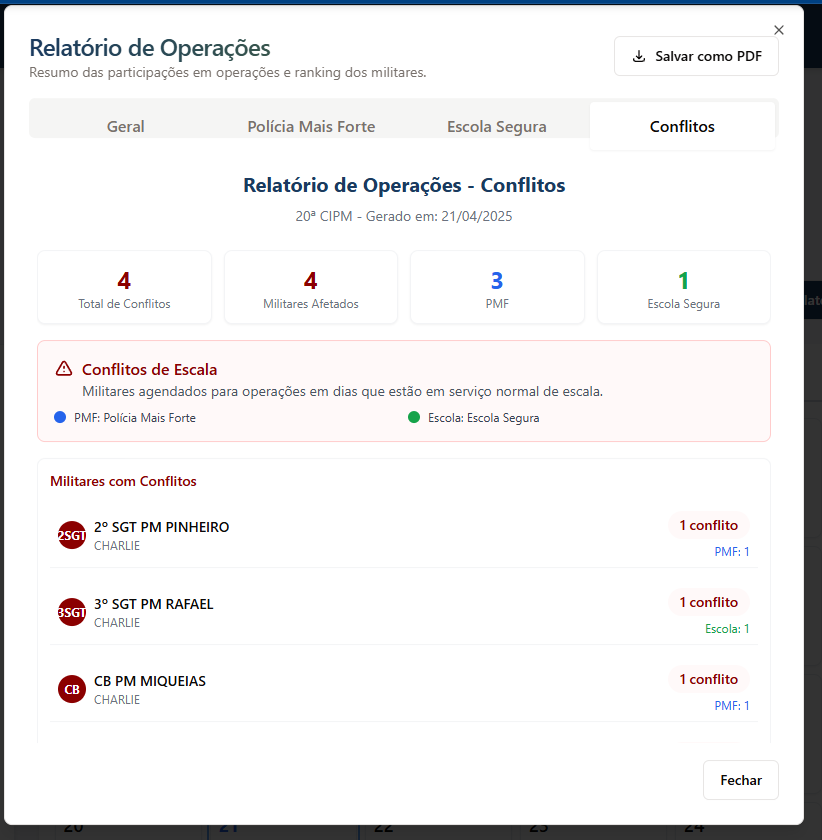 Relatório de Operações
Resumo das participações em operações e ranking dos militares.
Salvar como PDF
Geral
Polícia Mais Forte
Escola Segura
Conflitos
Relatório de Operações - Conflitos
20ª CIPM - Gerado em: 21/04/2025
4
Total de Conflitos
4
Militares Afetados
3
PMF
1
Escola Segura
Conflitos de Escala
Militares agendados para operações em dias que estão em serviço normal de escala.
PMF: Polícia Mais Forte
Escola: Escola Segura
Militares com Conflitos
2SGT
2º SGT PM PINHEIRO
CHARLIE
1 conflito
PMF: 1
3SGT
3º SGT PM RAFAEL
CHARLIE
1 conflito
Escola: 1
CB
CB PM MIQUEIAS
CHARLIE
1 conflito
PMF: 1
Fechar
20
21
22
23
24